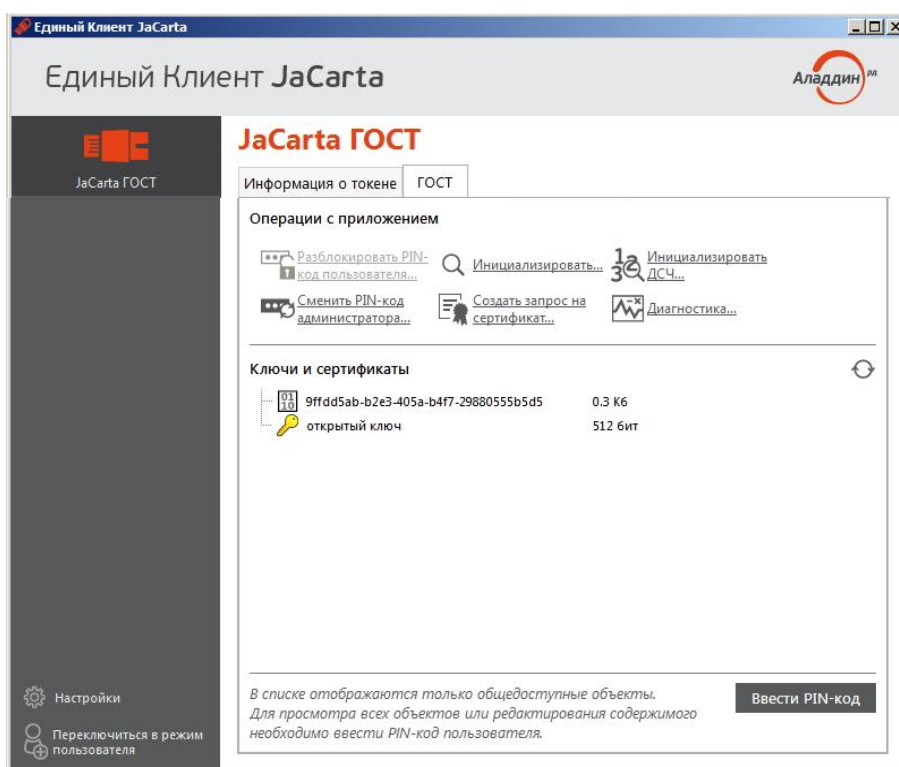 Единый Клиент JaCarta
Единый Клиент JaCarta
Аладдин РД
JaCarta ГОСТ
JaCarta ГОСТ
Информация о токене
ГОСТ
Операции с приложением
Разблокировать PIN-
код пользователя...
Инициализировать...
Инициализировать
ДСЧ...
Сменить PIN-код
администратора...
Создать запрос на
сертификат...
Диагностика...
Ключи и сертификаты
9ffdd5ab-b2e3-405a-b4f7-29880555b5d5
0.3 Кб
открытый ключ
512 бит
Настройки
Переключиться в режим
пользователя
В списке отображаются только общедоступные объекты.
Для просмотра всех объектов или редактирования содержимого
необходимо ввести PIN-код пользователя.
Ввести PIN-код